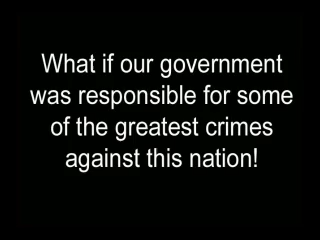 What if our government
was responsible for some
of the greatest crimes
against this nation!